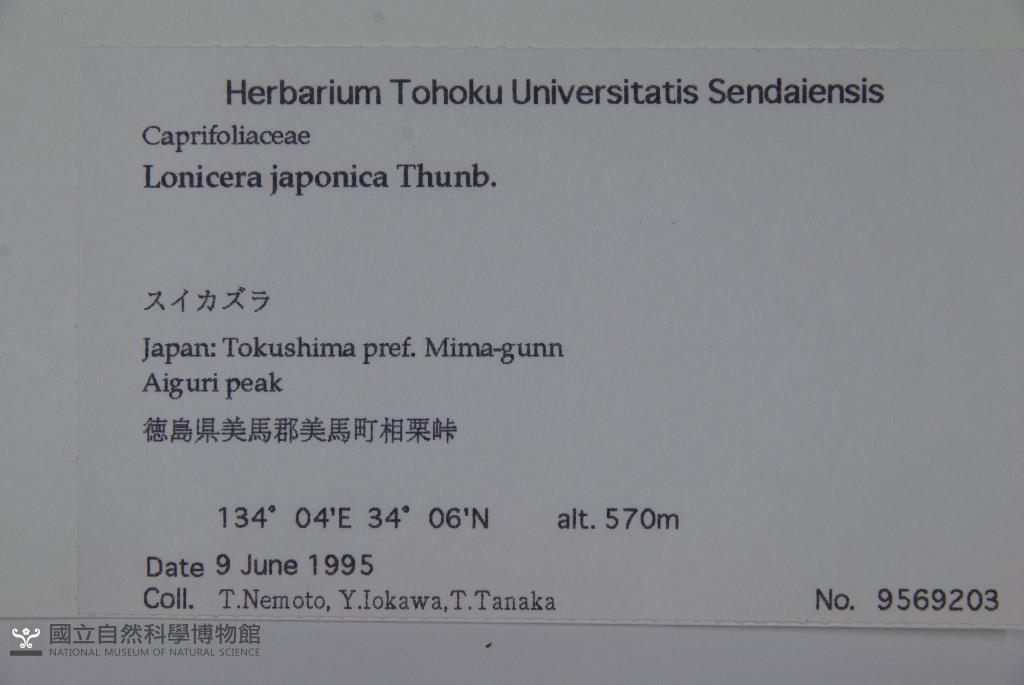 Herbarium Tohoku Universitatis Sendaiensis
Caprifoliaceae
Lonicera japonica Thunb.
スイカズラ
Japan: Tokushima pref. Mima-gunn
Aiguri peak
徳島県美馬郡美馬町相栗峠
134° 04'E 34° 06'N alt. 570m
Date 9 June 1995
Coll. T.Nemoto, Y.Iokawa,T.Tanaka No. 9569203
國立自然科學博物館
NATIONAL MUSEUM OF NATURAL SCIENCE